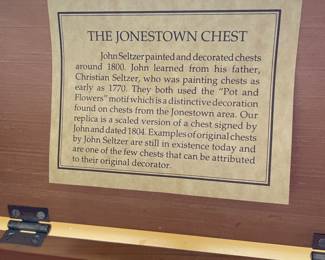 THE JONESTOWN CHEST
John Seltzer painted and decorated chests
around 1800. John learned from his father,
Christian Seltzer, who was painting chests as
early as 1770. They both used the "Pot and
Flowers" motif which is a distinctive decoration
found on chests from the Jonestown area. Our
replica is a scaled version of a chest signed by
John and dated 1804. Examples of original chests
by John Seltzer are still in existence today and
are one of the few chests that can be attributed
to their original decorator.